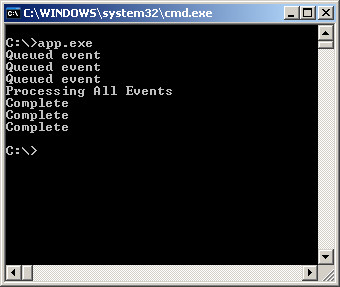 C:\WINDOWS\system32\cmd.exe
C:\>app.exe
Queued event
Queued event
Queued event
Processing All Events
Complete
Complete
Complete
C:\>